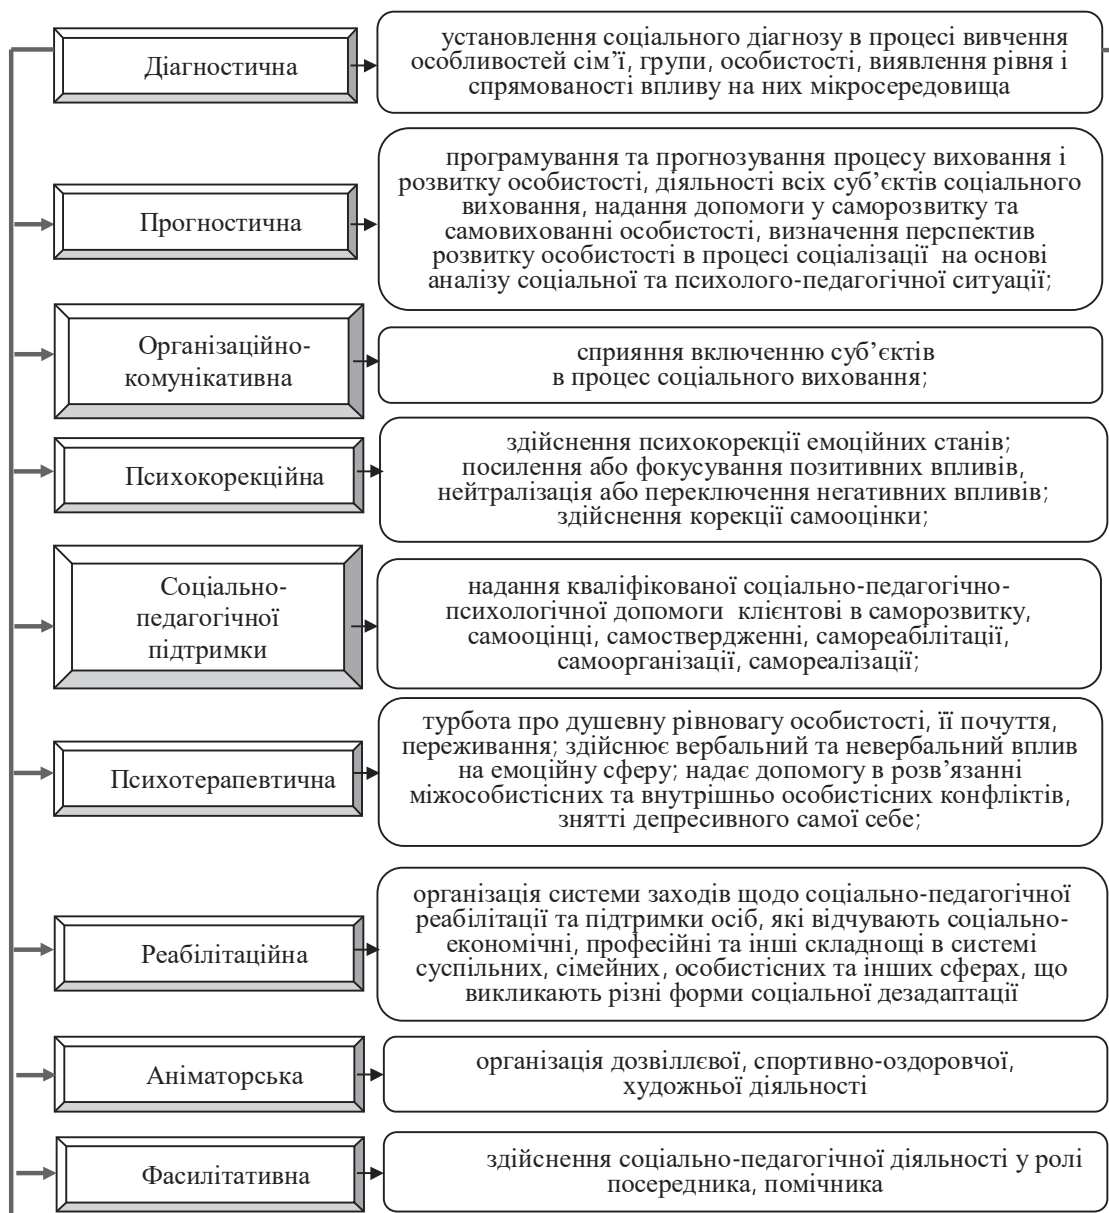 Діагностична
установлення соціального діагнозу в процесі вивчення
особливостей сім’ї, групи, особистості, виявлення рівня і
спрямованості впливу на них мікросередовища
Прогностична
програмування та прогнозування процесу виховання і
розвитку особистості, діяльності всіх суб’єктів соціального
виховання, надання допомоги у саморозвитку та
самовихованні особистості, визначення перспектив
розвитку особистості в процесі соціалізації на основі
аналізу соціальної та психолого-педагогічної ситуації;
Організаційно-
комунікативна
сприяння включенню суб’єктів
в процес соціального виховання;
Психокорекційна
здійснення психокорекції емоційних станів;
посилення або фокусування позитивних впливів,
нейтралізація або переключення негативних впливів;
здійснення корекції самооцінки;
Соціально-
педагогічної
підтримки
надання кваліфікованої соціально-педагогічно-
психологічної допомоги клієнтові в саморозвитку,
самооцінці, самоствердженні, самореабілітації,
самоорганізації, самореалізації;
Психотерапевтична
турбота про душевну рівновагу особистості, її почуття,
переживання; здійснює вербальний та невербальний вплив
на емоційну сферу; надає допомогу в розв’язанні
міжособистісних та внутрішньо особистісних конфліктів,
знятті депресивного самої себе;
Реабілітаційна
організація системи заходів щодо соціально-педагогічної
реабілітації та підтримки осіб, які відчувають соціально-
економічні, професійні та інші складнощі в системі
суспільних, сімейних, особистісних та інших сферах, що
викликають різні форми соціальної дезадаптації
Аніматорська
організація дозвіллєвої, спортивно-оздоровчої,
художньої діяльності
Фасилітативна
здійснення соціально-педагогічної діяльності у ролі
посередника, помічника